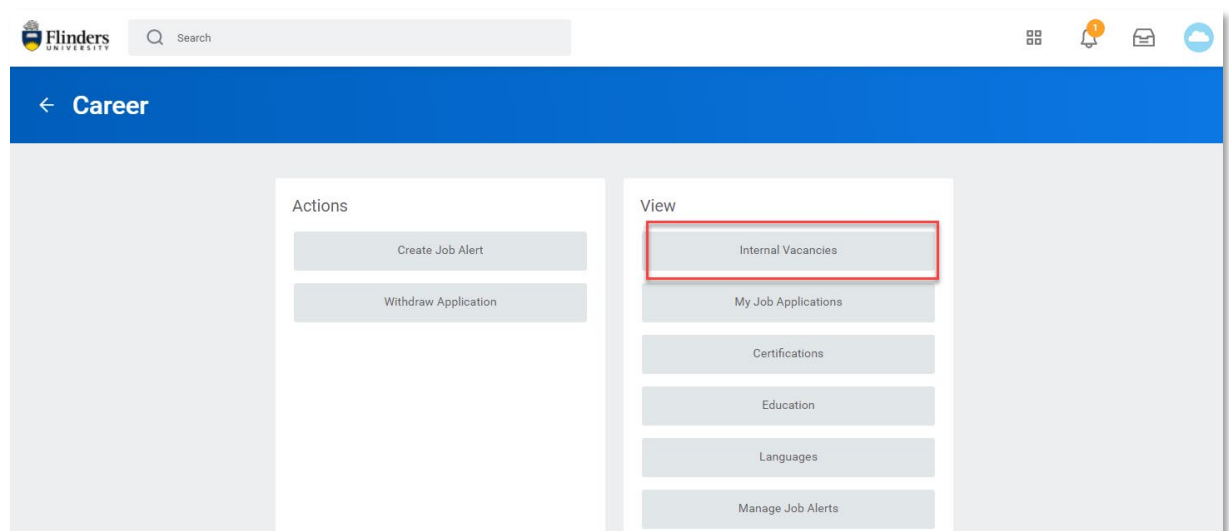 Flinders
UNIVERSITY
Search
1
Career
Actions
Create Job Alert
Withdraw Application
View
Internal Vacancies
My Job Applications
Certifications
Education
Languages
Manage Job Alerts